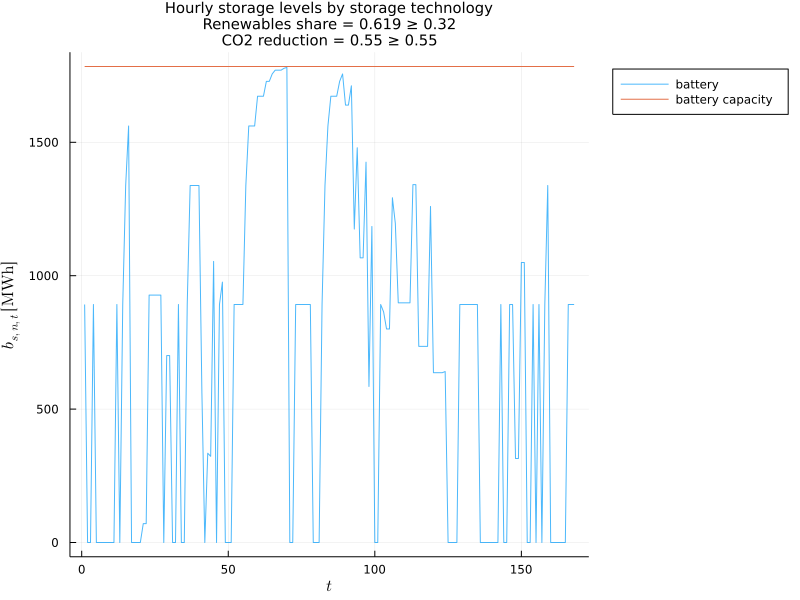 Hourly storage levels by storage technology
Renewables share = 0.619 ≥ 0.32
CO2 reduction = 0.55 ≥ 0.55
battery
battery capacity
b_{s, n, t} [MWh]
1500
1000
500
0
0 50 100 150
t